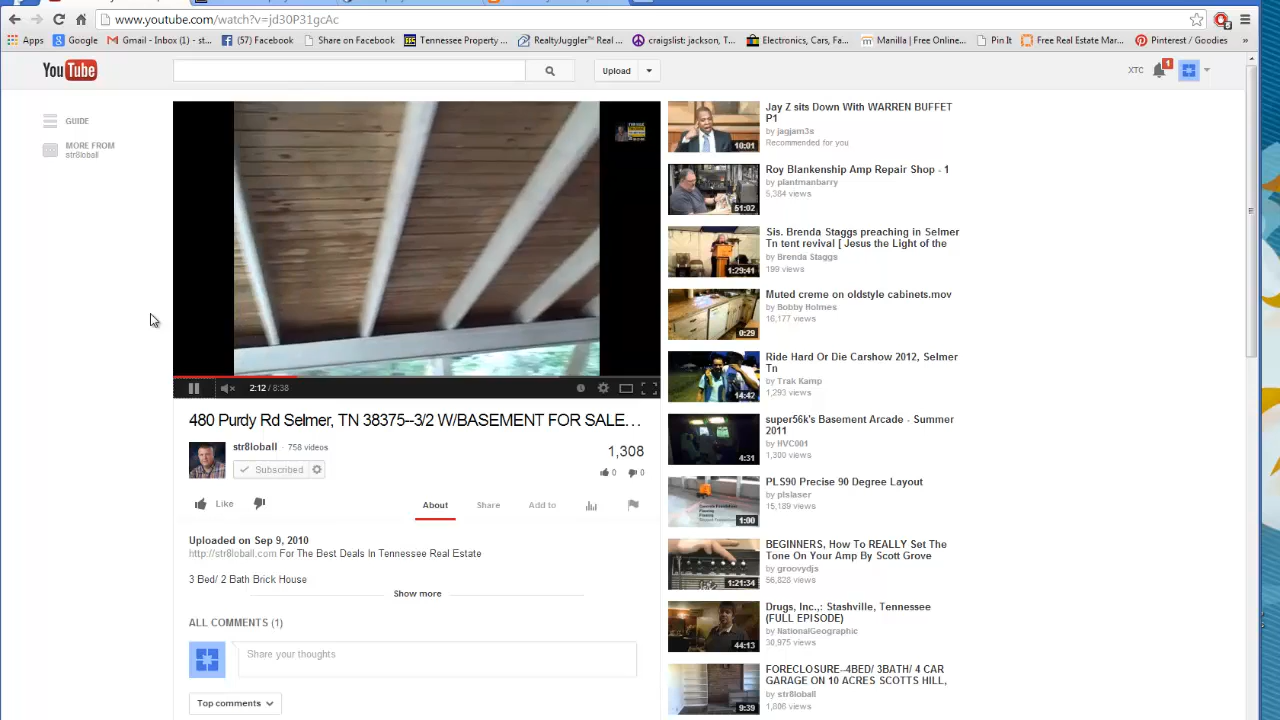 www.youtube.com/watch?v=jd30P31gcAc
Apps Google Gmail - Inbox (1) - st... (57) Facebook Share on Facebook Tennessee Property ... RentJuggler™ Real ... craigslist: jackson, T... Electronics, Cars, Fa... Manilla | Free Online... Pin It Free Real Estate Mar... Pinterest / Goodies »
YouTube
Upload
XTC
1
GUIDE
MORE FROM
str8loball
2:12 / 8:38
480 Purdy Rd Selmer, TN 38375--3/2 W/BASEMENT FOR SALE...
str8loball · 758 videos
Subscribed
1,308
0 0
Like
About
Share
Add to
Uploaded on Sep 9, 2010
http://str8loball.com For The Best Deals In Tennessee Real Estate
3 Bed/ 2 Bath Brick House
Show more
ALL COMMENTS (1)
Share your thoughts
Top comments
Jay Z sits Down With WARREN BUFFET
P1
by jagjam3s
Recommended for you
10:01
Roy Blankenship Amp Repair Shop - 1
by plantmanbarry
5,384 views
51:02
Sis. Brenda Staggs preaching in Selmer
Tn tent revival [ Jesus the Light of the
by Brenda Staggs
199 views
1:29:41
Muted creme on oldstyle cabinets.mov
by Bobby Holmes
16,177 views
0:29
Ride Hard Or Die Carshow 2012, Selmer
Tn
by Trak Kamp
1,293 views
14:42
super56k's Basement Arcade - Summer
2011
by HVC001
1,300 views
4:31
PLS90 Precise 90 Degree Layout
by plslaser
15,189 views
1:00
BEGINNERS, How To REALLY Set The
Tone On Your Amp By Scott Grove
by groovydjs
56,828 views
1:21:34
Drugs, Inc.,: Stashville, Tennessee
(FULL EPISODE)
by NationalGeographic
30,975 views
44:13
FORECLOSURE--4BED/ 3BATH/ 4 CAR
GARAGE ON 10 ACRES SCOTTS HILL,
by str8loball
1,806 views
9:39